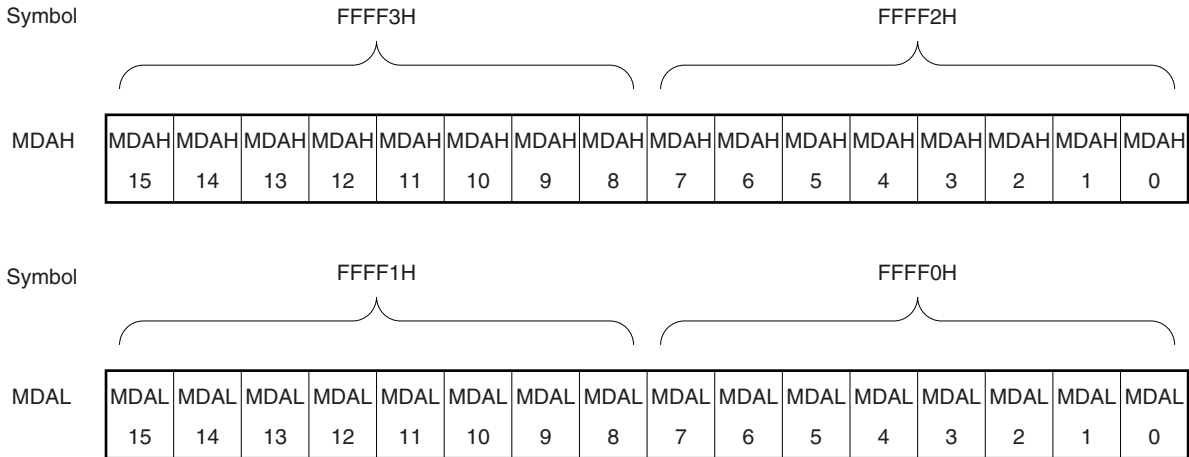 Symbol FFFF3H FFFF2H
MDAH MDAH MDAH MDAH MDAH MDAH MDAH MDAH MDAH MDAH MDAH MDAH MDAH MDAH MDAH MDAH MDAH
15 14 13 12 11 10 9 8 7 6 5 4 3 2 1 0
Symbol FFFF1H FFFF0H
MDAL MDAL MDAL MDAL MDAL MDAL MDAL MDAL MDAL MDAL MDAL MDAL MDAL MDAL MDAL MDAL MDAL
15 14 13 12 11 10 9 8 7 6 5 4 3 2 1 0